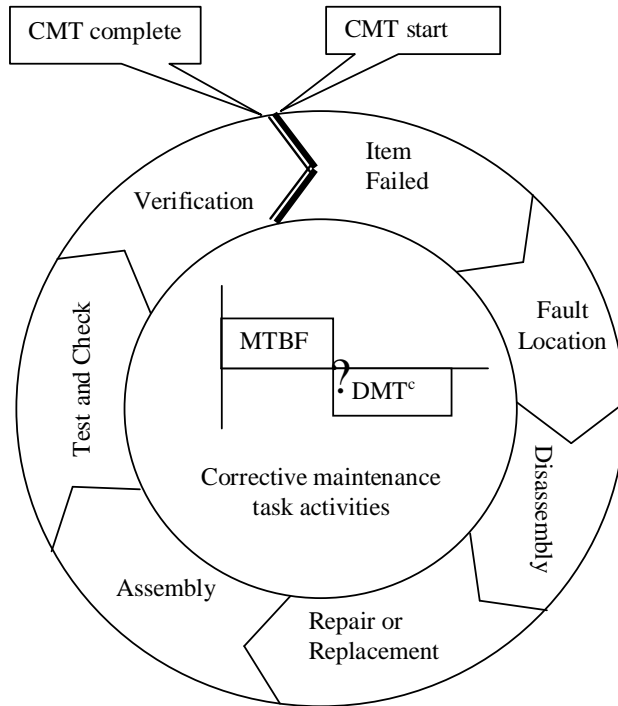 CMT complete
CMT start
Item
Failed
Fault
Location
Disassembly
Repair or
Replacement
Assembly
Test and Check
Verification
MTBF
?
DMTᶜ
Corrective maintenance
task activities